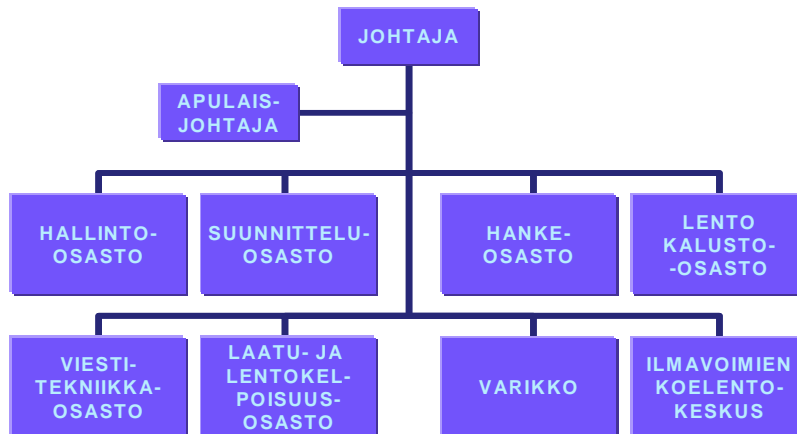 JOHTAJA
APULAIS-
JOHTAJA
HALLINTO-
OSASTO
SUUNNITTELU-
OSASTO
HANKE-
OSASTO
LENTO
KALUSTO-
-OSASTO
VIESTI-
TEKNIIKKA-
OSASTO
LAATU- JA
LENTOKEL-
POISUUS-
OSASTO
VARIKKO
ILMAVOIMIEN
KOELENTO-
KESKUS